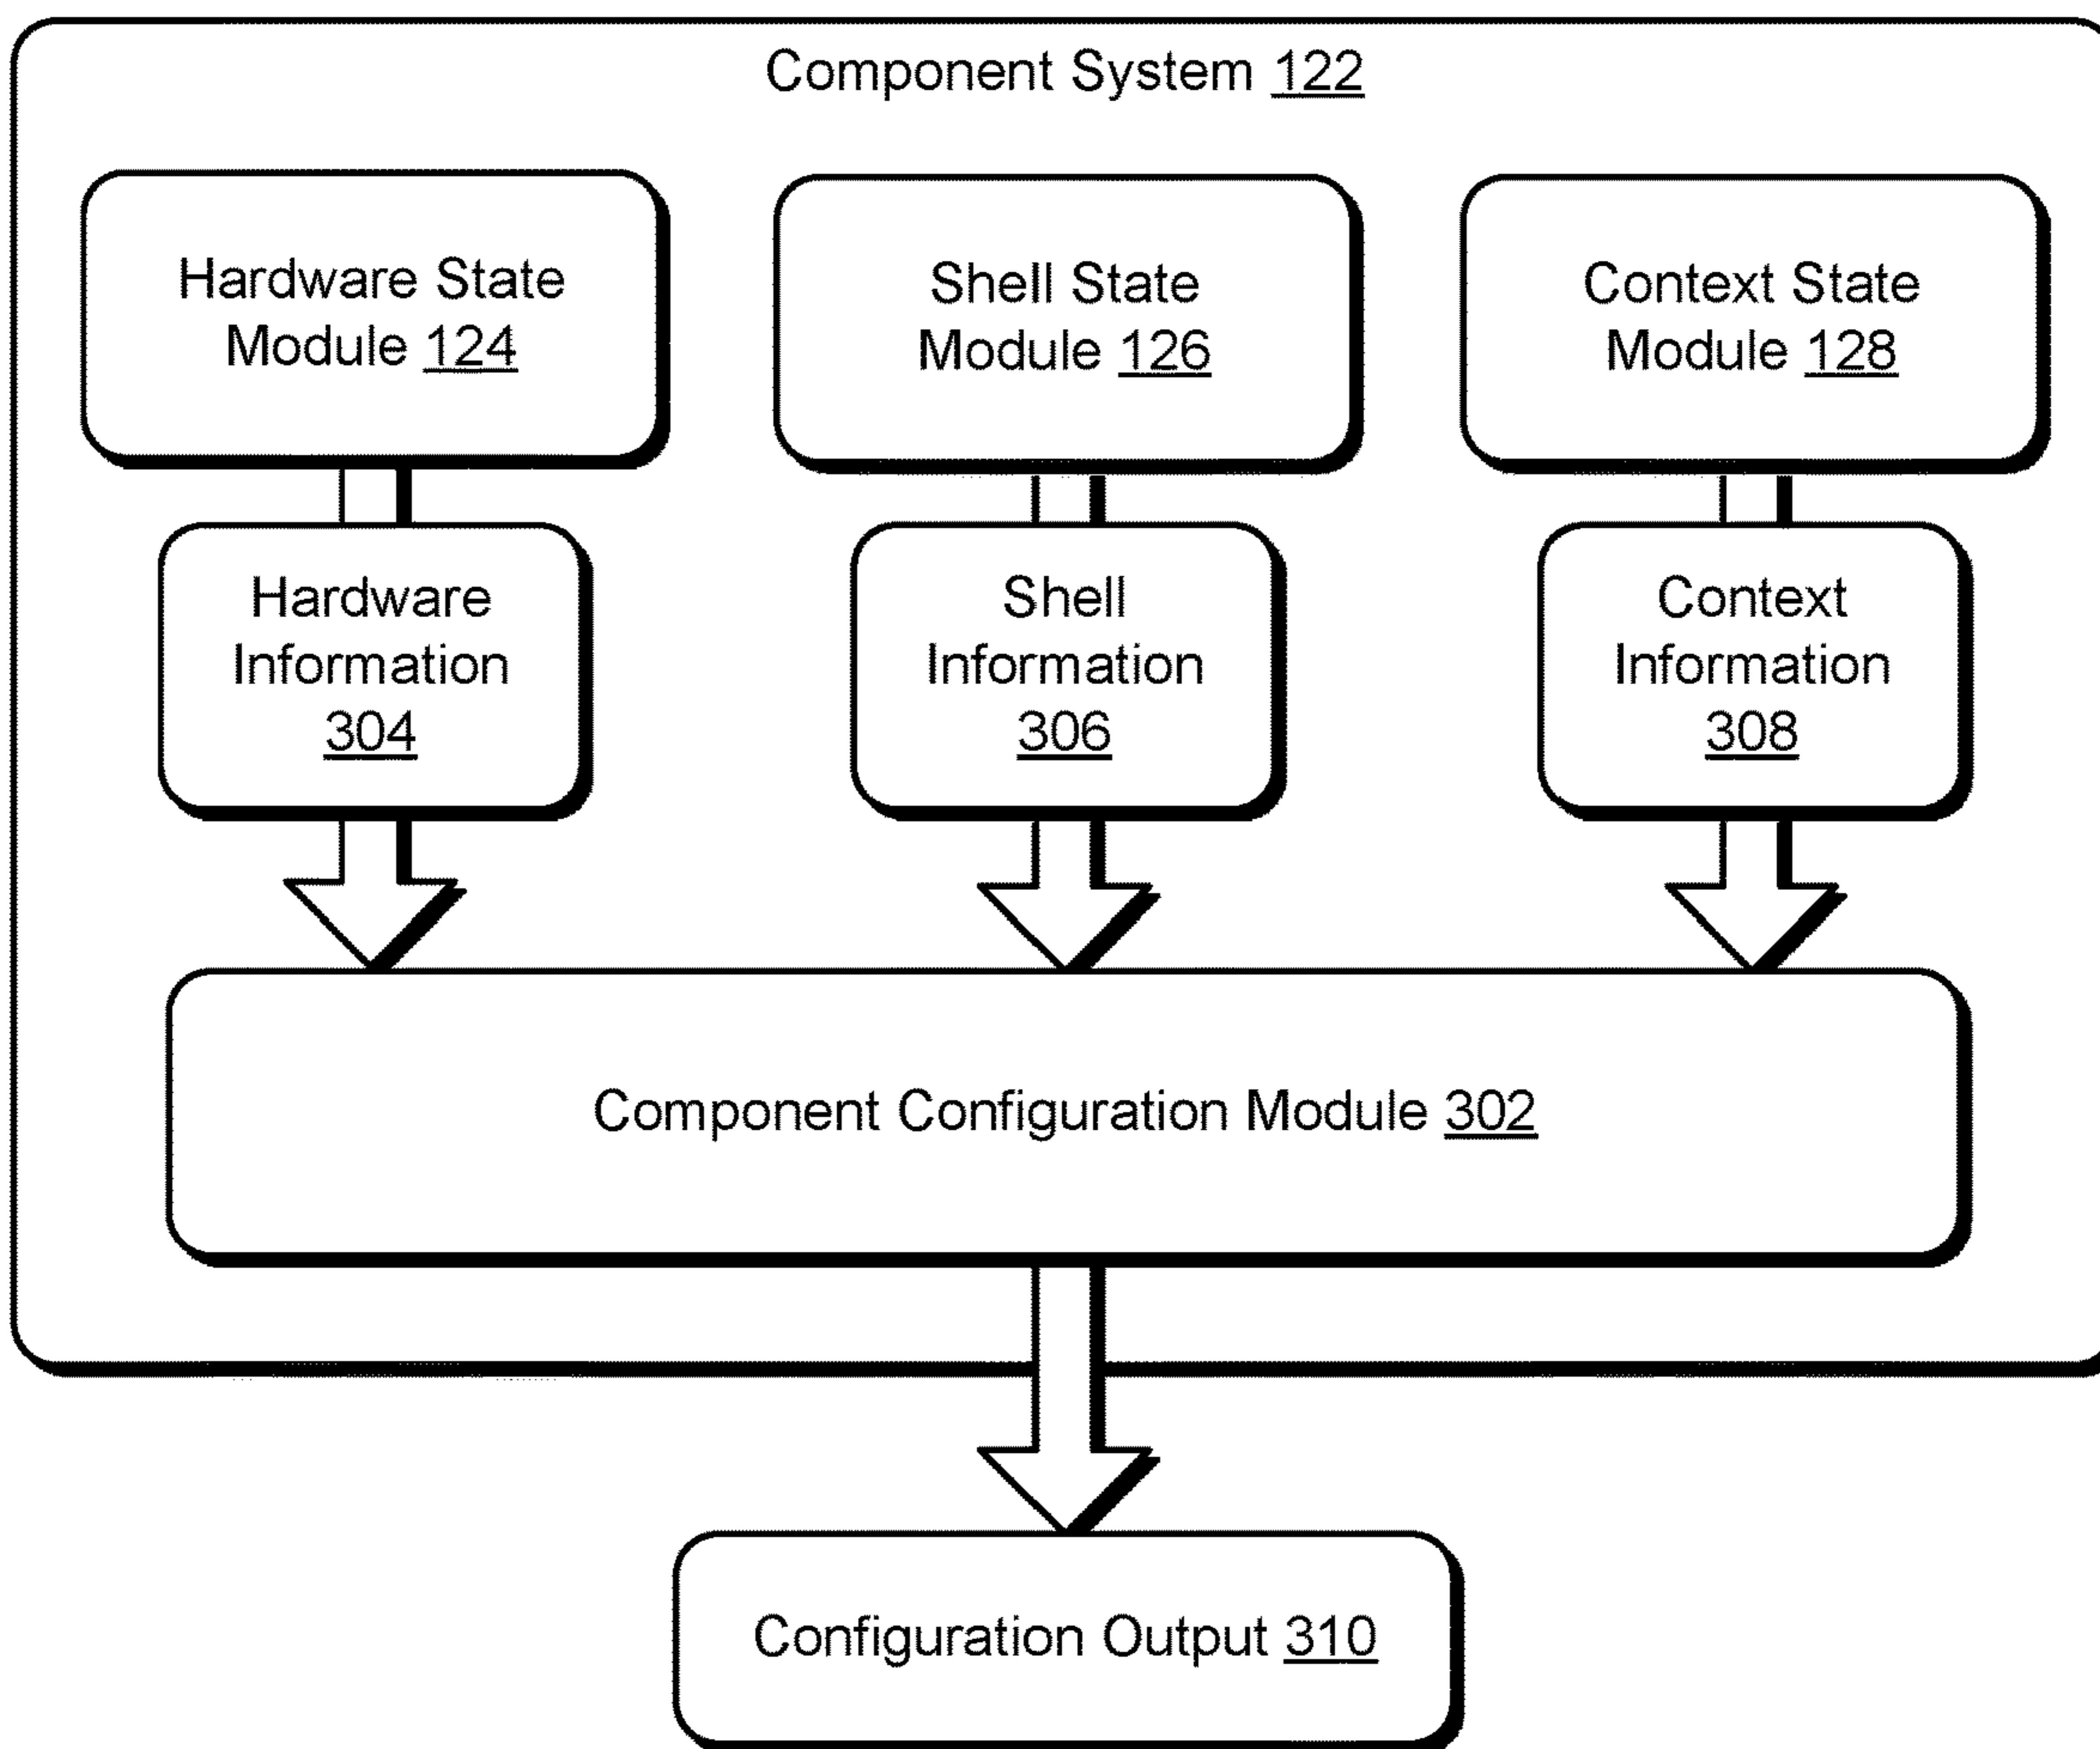 Component System 122
Hardware State
Module 124
Shell State
Module 126
Context State
Module 128
Hardware
Information
304
Shell
Information
306
Context
Information
308
Component Configuration Module 302
Configuration Output 310